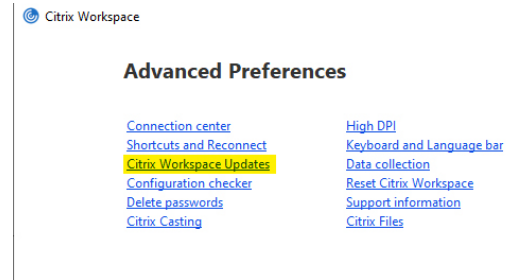 Citrix Workspace
Advanced Preferences
Connection center
Shortcuts and Reconnect
Citrix Workspace Updates
Configuration checker
Delete passwords
Citrix Casting
High DPI
Keyboard and Language bar
Data collection
Reset Citrix Workspace
Support information
Citrix Files